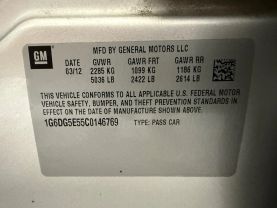 GM
MFD BY GENERAL MOTORS LLC
DATE GVWR GAWR FRT GAWR RR
03/12 2285 KG 1099 KG 1186 KG
5036 LB 2422 LB 2614 LB
THIS VEHICLE CONFORMS TO ALL APPLICABLE U.S. FEDERAL MOTOR
VEHICLE SAFETY, BUMPER, AND THEFT PREVENTION STANDARDS IN
EFFECT ON THE DATE OF MANUFACTURE SHOWN ABOVE.
1G6DG5E55C0146769 TYPE: PASS CAR